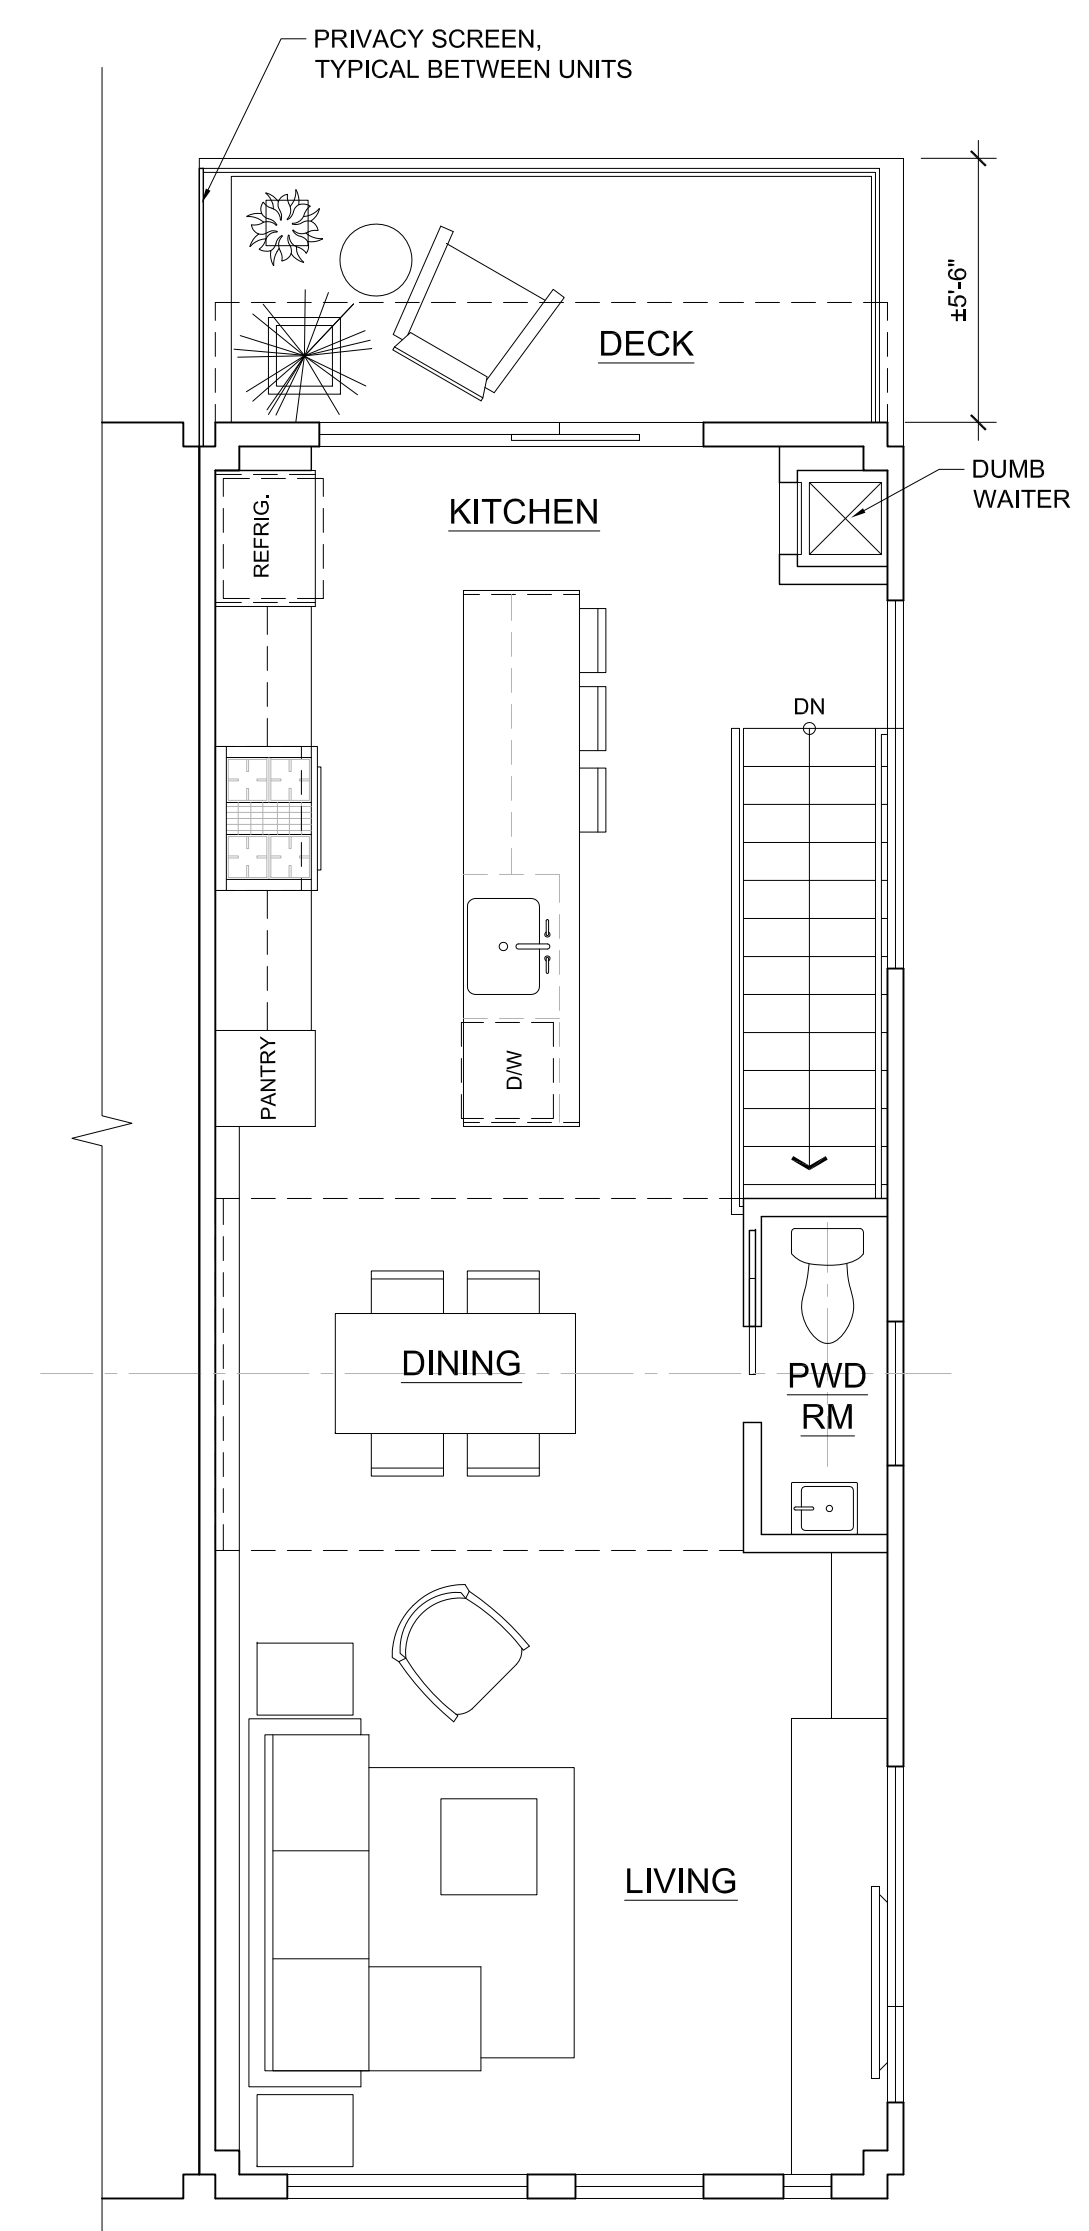 PRIVACY SCREEN,
TYPICAL BETWEEN UNITS
±5'-6"
DECK
DUMB
WAITER
KITCHEN
REFRIG.
DN
D/W
PANTRY
DINING
PWD
RM
LIVING